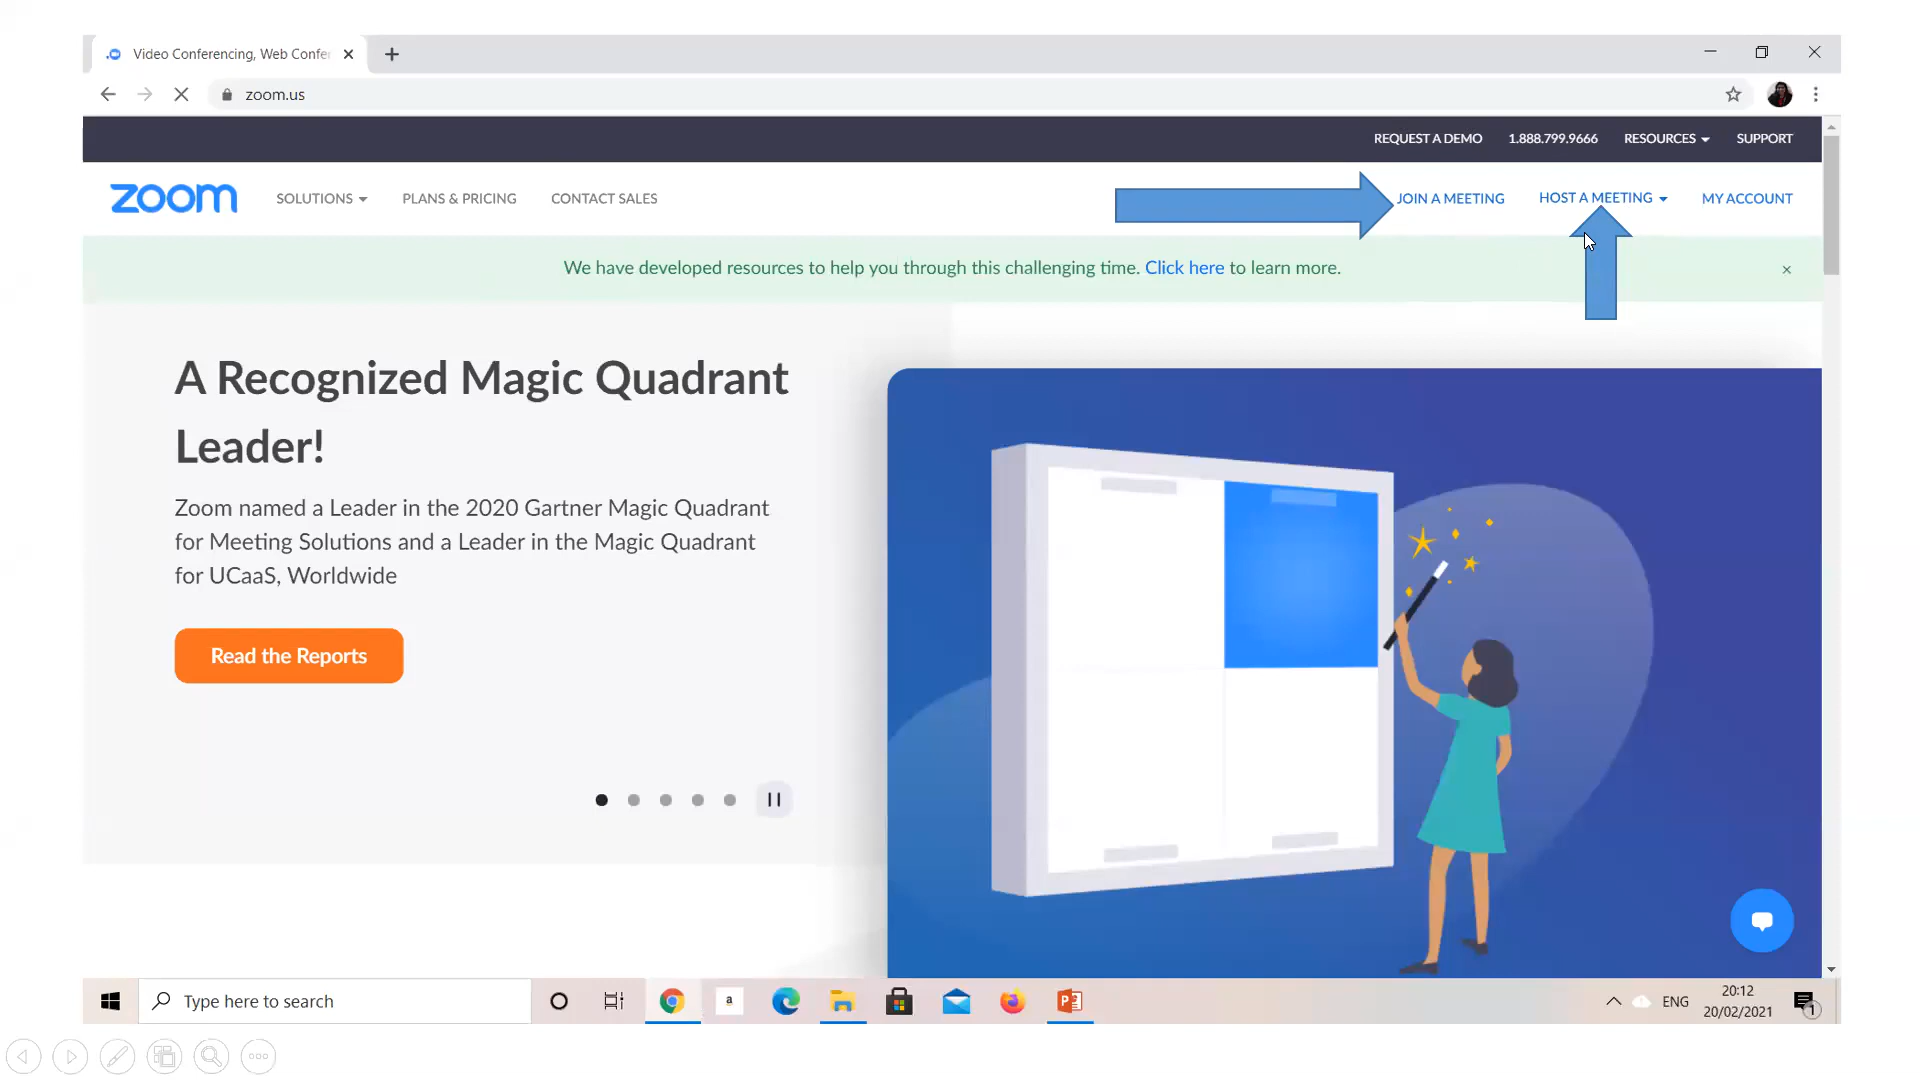 Video Conferencing, Web Confe
zoom.us
REQUEST A DEMO 1.888.799.9666 RESOURCES SUPPORT
zoom SOLUTIONS PLANS & PRICING CONTACT SALES JOIN A MEETING HOST A MEETING MY ACCOUNT
We have developed resources to help you through this challenging time. Click here to learn more.
A Recognized Magic Quadrant
Leader!
Zoom named a Leader in the 2020 Gartner Magic Quadrant
for Meeting Solutions and a Leader in the Magic Quadrant
for UCaaS, Worldwide
Read the Reports
Type here to search
a
ENG
20:12
20/02/2021
1